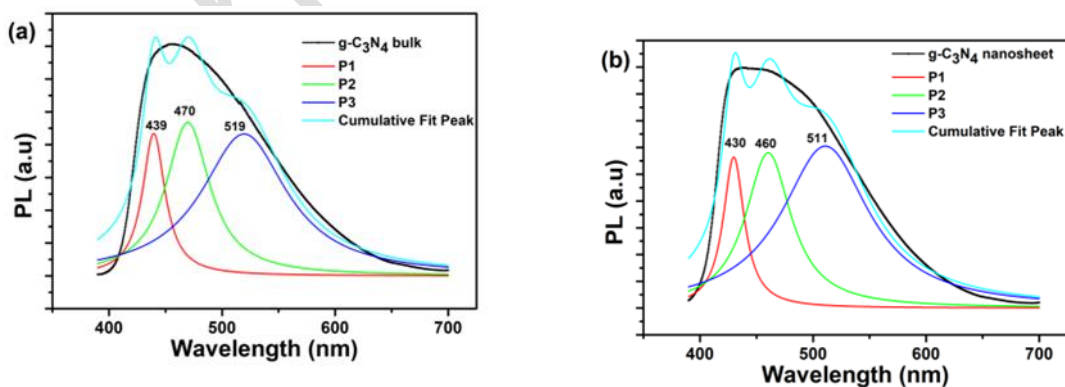 (a)
g-C3N4 bulk
P1
P2
P3
Cumulative Fit Peak
439
470
519
PL (a.u)
400
500
600
700
Wavelength (nm)
(b)
g-C3N4 nanosheet
P1
P2
P3
Cumulative Fit Peak
430
460
511
PL (a.u)
400
500
600
700
Wavelength (nm)